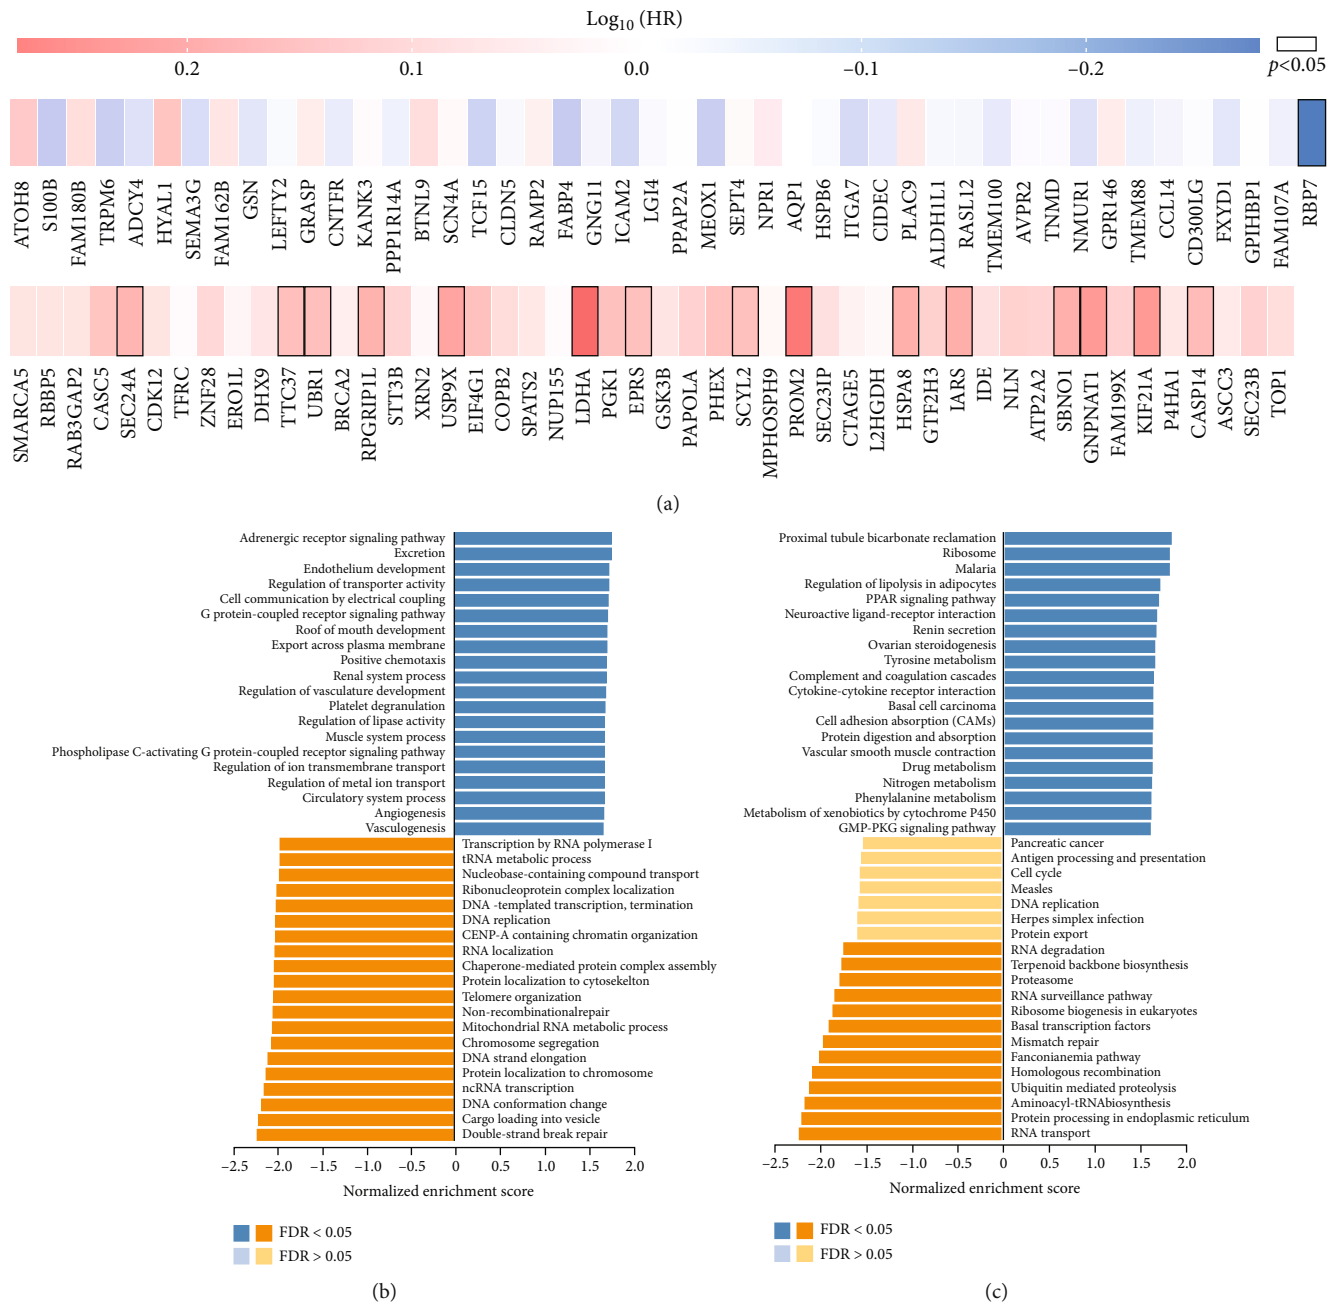 Log10 (HR)
0.2 0.1 0.0 –0.1 –0.2 p<0.05
ATOH8 S100B FAM180B TRPM6 ADCY4 HYAL1 SEMA3G FAM162B GSN LEFTY2 GRASP CNTFR KANK3 PPP1R14A BTNL9 SCN4A TCF15 CLDN5 RAMP2 FABP4 GNG11 ICAM2 LGI4 PPAP2A MEOX1 SEPT4 NPR1 AQP1 HSPB6 ITGA7 CIDEC PLAC9 ALDH1L1 RASL12 TMEM100 AVPR2 TNMD NMUR1 GPR146 TMEM88 CCL14 CD300LG FXYD1 GPIHBP1 FAM107A RBP7
SMARCA5 RBBP5 RAB3GAP2 CASC5 SEC24A CDK12 TFRC ZNF28 ERO1L DHX9 TTC37 UBR1 BRCA2 RPGRIP1L STT3B XRN2 USP9X EIF4G1 COPB2 SPATS2 NUP155 LDHA PGK1 EPRS GSK3B PAPOLA PHEX SCYL2 MPHOSPH9 PROM2 SEC23IP CTAGE5 L2HGDH HSPA8 GTF2H3 IARS IDE NLN ATP2A2 SBNO1 GNPNAT1 FAM199X KIF21A P4HA1 CASP14 ASCC3 SEC23B TOP1
(a)
Adrenergic receptor signaling pathway
Excretion
Endothelium development
Regulation of transporter activity
Cell communication by electrical coupling
G protein-coupled receptor signaling pathway
Roof of mouth development
Export across plasma membrane
Positive chemotaxis
Renal system process
Regulation of vasculature development
Platelet degranulation
Regulation of lipase activity
Muscle system process
Phospholipase C-activating G protein-coupled receptor signaling pathway
Regulation of ion transmembrane transport
Regulation of metal ion transport
Circulatory system process
Angiogenesis
Vasculogenesis
Transcription by RNA polymerase I
tRNA metabolic process
Nucleobase-containing compound transport
Ribonucleoprotein complex localization
DNA -templated transcription, termination
DNA replication
CENP-A containing chromatin organization
RNA localization
Chaperone-mediated protein complex assembly
Protein localization to cytosekelton
Telomere organization
Non-recombinationalrepair
Mitochondrial RNA metabolic process
Chromosome segregation
DNA strand elongation
Protein localization to chromosome
ncRNA transcription
DNA conformation change
Cargo loading into vesicle
Double-strand break repair
–2.5 –2.0 –1.5 –1.0 –0.5 0 0.5 1.0 1.5 2.0
Normalized enrichment score
FDR < 0.05
FDR > 0.05
(b)
Proximal tubule bicarbonate reclamation
Ribosome
Malaria
Regulation of lipolysis in adipocytes
PPAR signaling pathway
Neuroactive ligand-receptor interaction
Renin secretion
Ovarian steroidogenesis
Tyrosine metabolism
Complement and coagulation cascades
Cytokine-cytokine receptor interaction
Basal cell carcinoma
Cell adhesion absorption (CAMs)
Protein digestion and absorption
Vascular smooth muscle contraction
Drug metabolism
Nitrogen metabolism
Phenylalanine metabolism
Metabolism of xenobiotics by cytochrome P450
GMP-PKG signaling pathway
Pancreatic cancer
Antigen processing and presentation
Cell cycle
Measles
DNA replication
Herpes simplex infection
Protein export
RNA degradation
Terpenoid backbone biosynthesis
Proteasome
RNA surveillance pathway
Ribosome biogenesis in eukaryotes
Basal transcription factors
Mismatch repair
Fanconianemia pathway
Homologous recombination
Ubiquitin mediated proteolysis
Aminoacyl-tRNAbiosynthesis
Protein processing in endoplasmic reticulum
RNA transport
–2.5 –2.0 –1.5 –1.0 –0.5 0 0.5 1.0 2.0
Normalized enrichment score
FDR < 0.05
FDR > 0.05
(c)